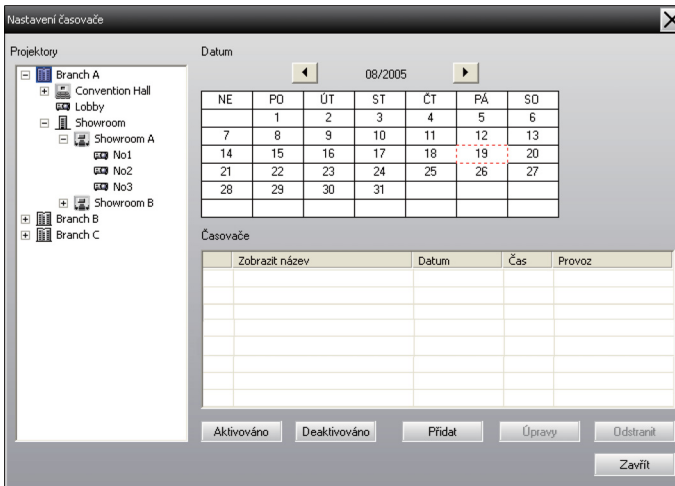 Nastavení časovače
Projektory
Branch A
Convention Hall
Lobby
Showroom
Showroom A
No1
No2
No3
Showroom B
Branch B
Branch C
Datum
08/2005
NE PO ÚT ST ČT PÁ SO
1 2 3 4 5 6
7 8 9 10 11 12 13
14 15 16 17 18 19 20
21 22 23 24 25 26 27
28 29 30 31
Časovače
Zobrazit název Datum Čas Provoz
Aktivováno Deaktivováno Přidat Úpravy Odstranit
Zavřít